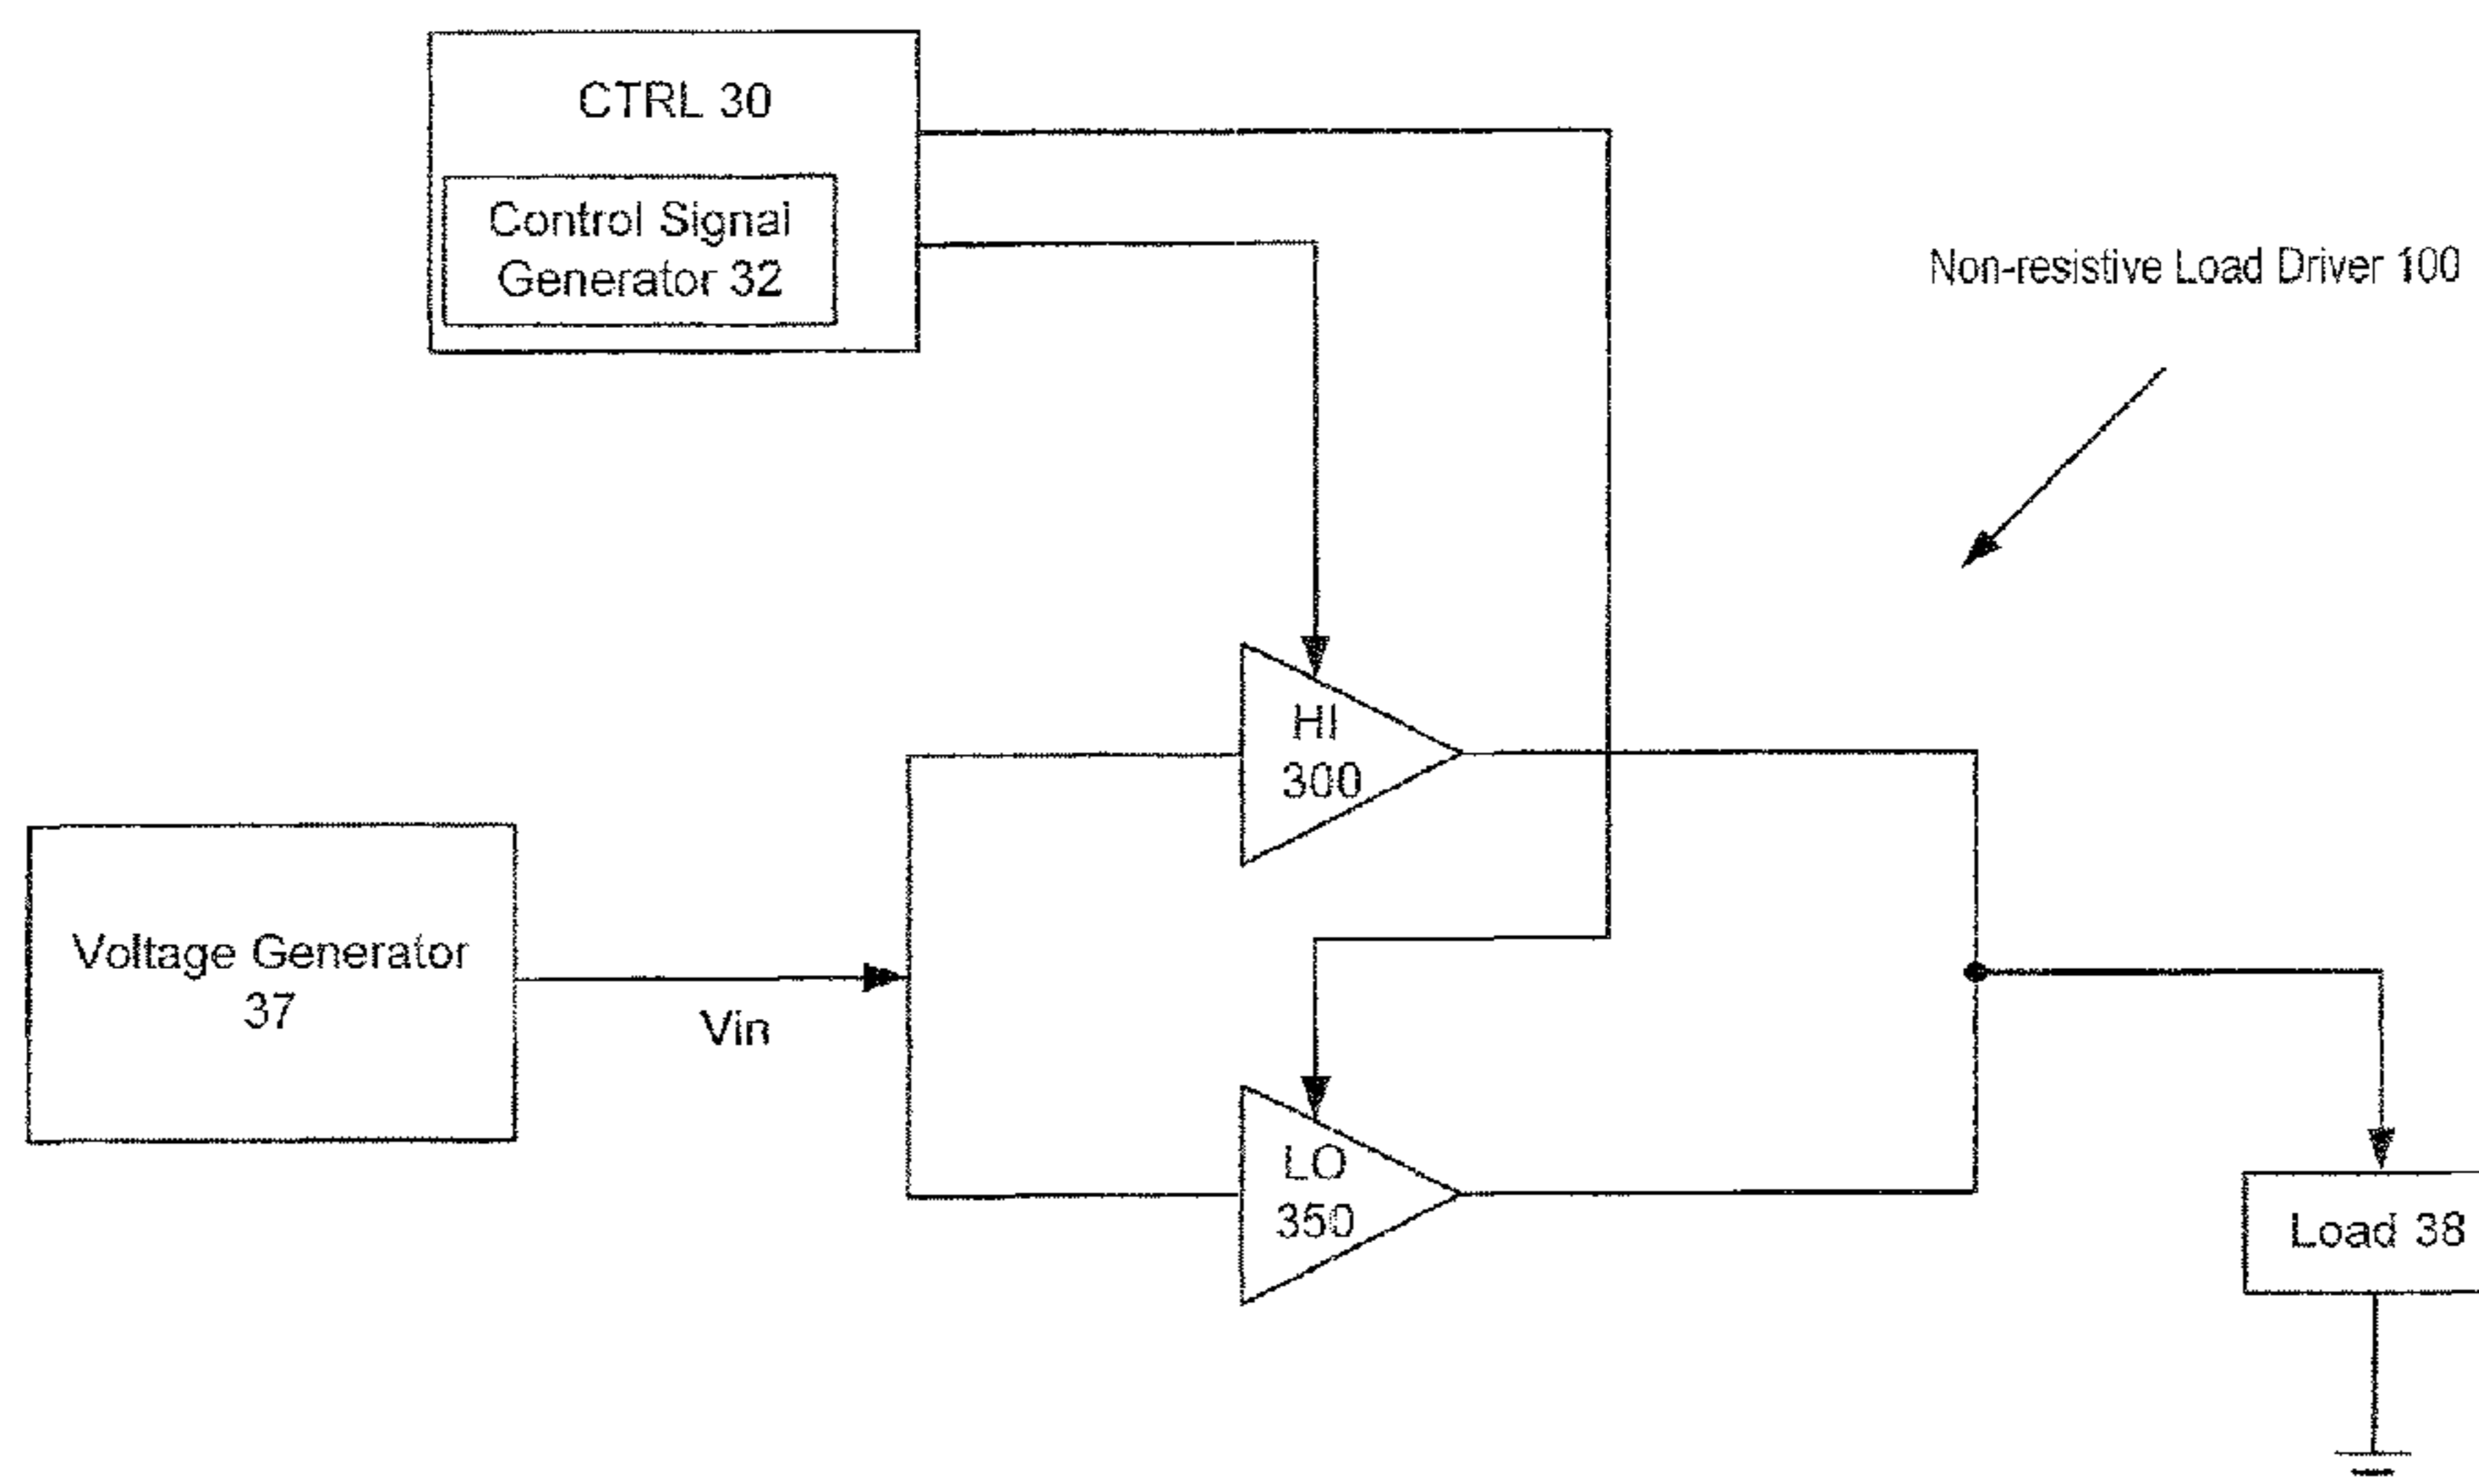 CTRL 30
Control Signal
Generator 32
Non-resistive Load Driver 100
HI
300
Voltage Generator
37
Vin
LO
350
Load 38